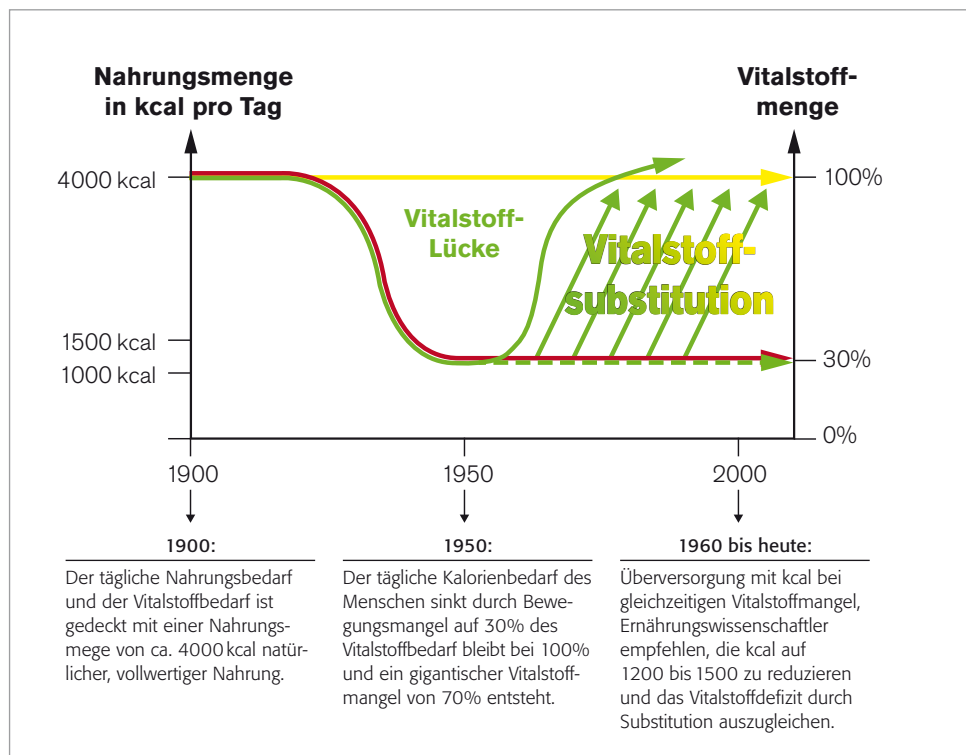 Nahrungsmenge
in kcal pro Tag
Vitalstoff-
menge
4000 kcal
100%
Vitalstoff-
Lücke
Vitalstoff-
substitution
1500 kcal
1000 kcal
30%
0%
1900
1950
2000
1900:
Der tägliche Nahrungsbedarf
und der Vitalstoffbedarf ist
gedeckt mit einer Nahrungs-
mege von ca. 4000 kcal natür-
licher, vollwertiger Nahrung.
1950:
Der tägliche Kalorienbedarf des
Menschen sinkt durch Bewe-
gungsmangel auf 30% des
Vitalstoffbedarf bleibt bei 100%
und ein gigantischer Vitalstoff-
mangel von 70% entsteht.
1960 bis heute:
Überversorgung mit kcal bei
gleichzeitigen Vitalstoffmangel,
Ernährungswissenschaftler
empfehlen, die kcal auf
1200 bis 1500 zu reduzieren
und das Vitalstoffdefizit durch
Substitution auszugleichen.